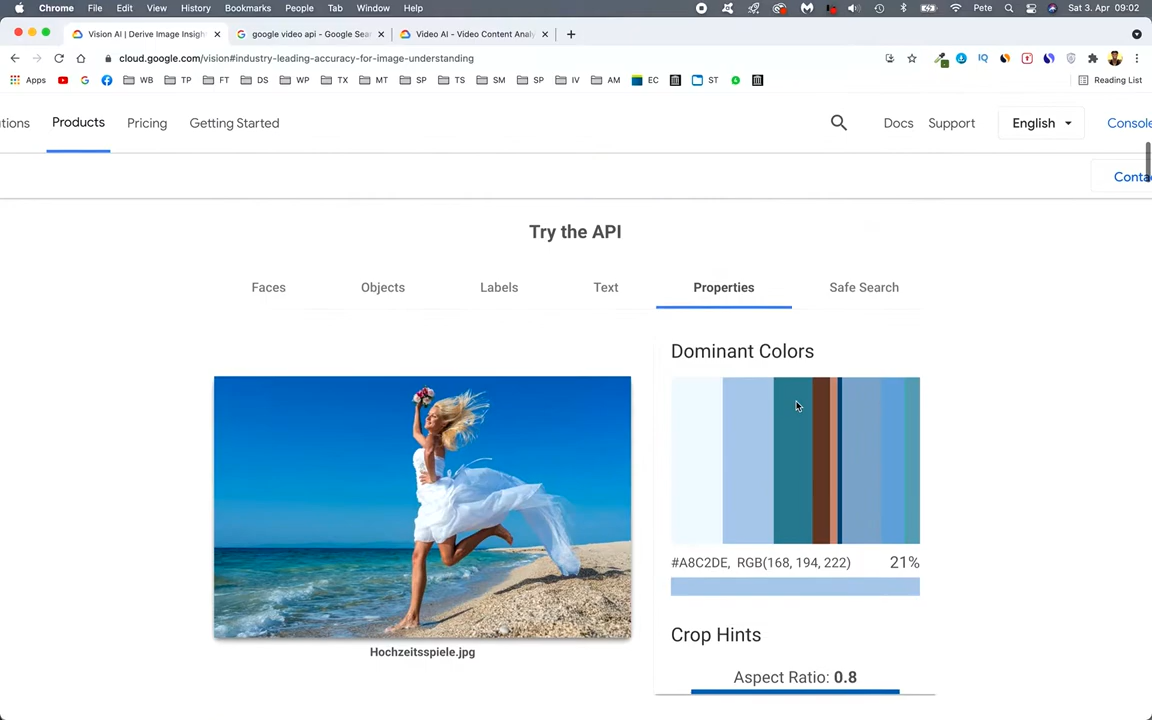 Chrome File Edit View History Bookmarks People Tab Window Help Pete Sat 3. Apr 09:02
Vision AI | Derive Image Insigh google video api - Google Sea Video AI - Video Content Analy
cloud.google.com/vision#industry-leading-accuracy-for-image-understanding
Apps WB TP FT DS WP TX MT SP TS SM SP IV AM EC ST Reading List
tions Products Pricing Getting Started Docs Support English Console
Conta
Try the API
Faces Objects Labels Text Properties Safe Search
Dominant Colors
#A8C2DE, RGB(168, 194, 222) 21%
Hochzeitsspiele.jpg
Crop Hints
Aspect Ratio: 0.8